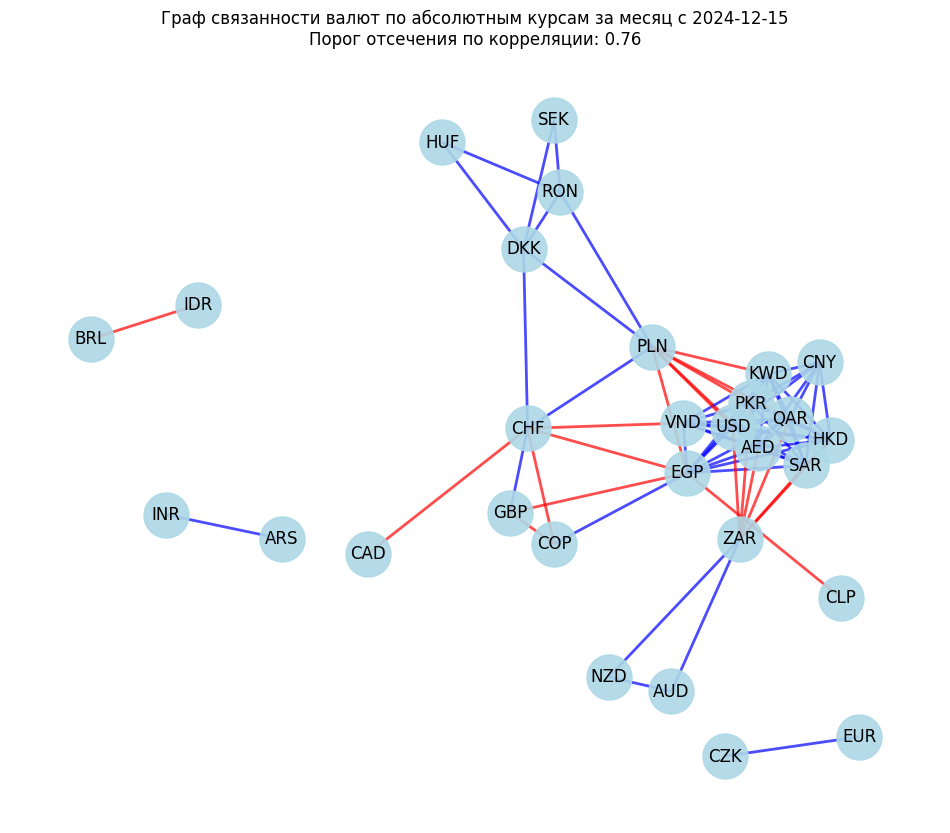 Граф связанности валют по абсолютным курсам за месяц с 2024-12-15
Порог отсечения по корреляции: 0.76
SEK
HUF
RON
DKK
IDR
BRL
PLN
CNY
KWD
PKR
QAR
VND
USD
CHF
HKD
AED
SAR
EGP
GBP
INR
ARS
ZAR
COP
CAD
CLP
NZD
AUD
EUR
CZK